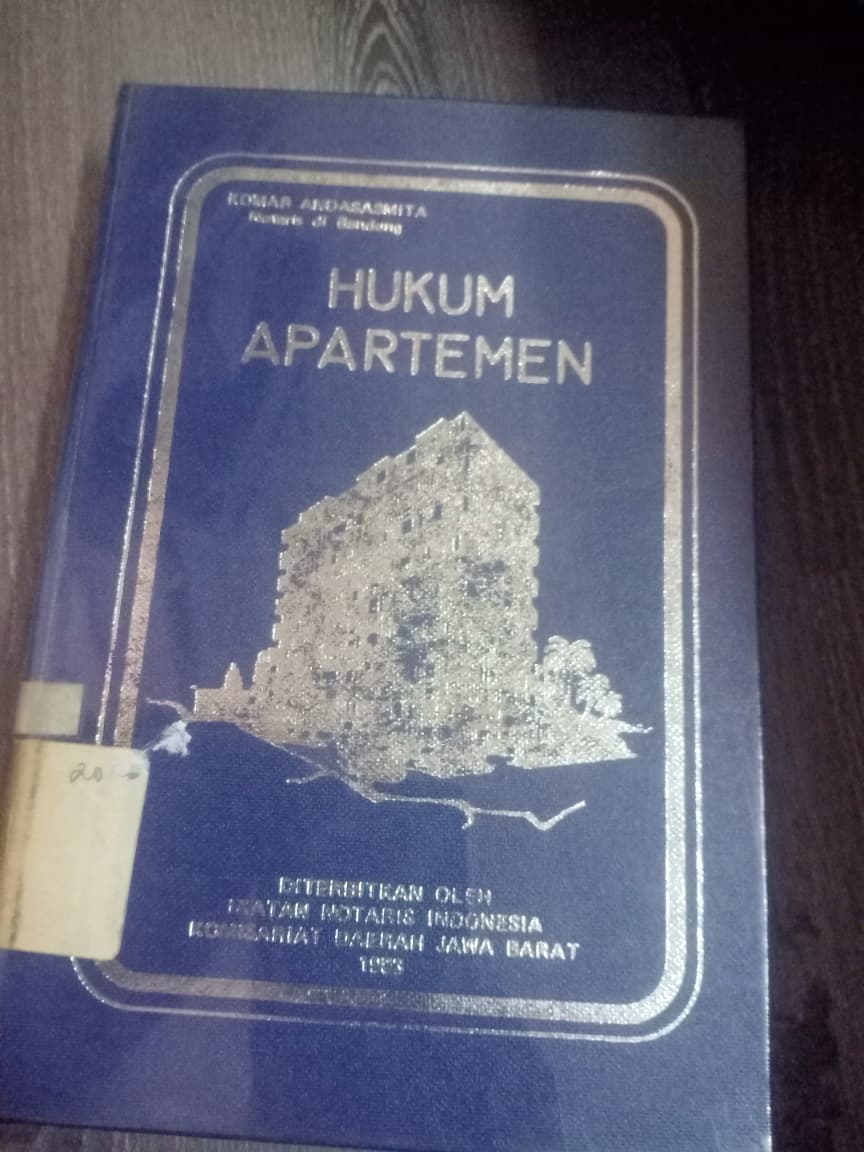 KOMAR ANDASASMITA
Notaris di Bandung
HUKUM
APARTEMEN
DITERBITKAN OLEH
IKATAN NOTARIS INDONESIA
KOMISARIAT DAERAH JAWA BARAT